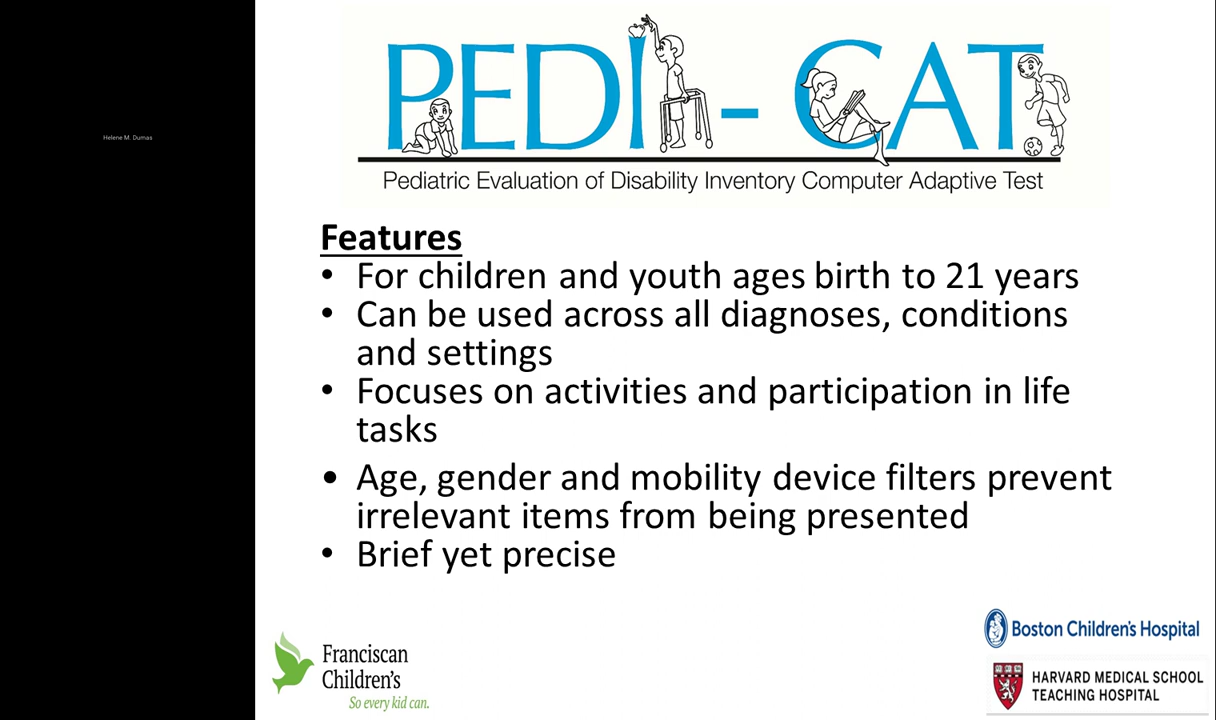 Helene M. Dumas
PEDI - CAT
Pediatric Evaluation of Disability Inventory Computer Adaptive Test
Features
• For children and youth ages birth to 21 years
• Can be used across all diagnoses, conditions
and settings
• Focuses on activities and participation in life
tasks
• Age, gender and mobility device filters prevent
irrelevant items from being presented
• Brief yet precise
Franciscan
Children's
So every kid can.
Boston Children's Hospital
HARVARD MEDICAL SCHOOL
TEACHING HOSPITAL